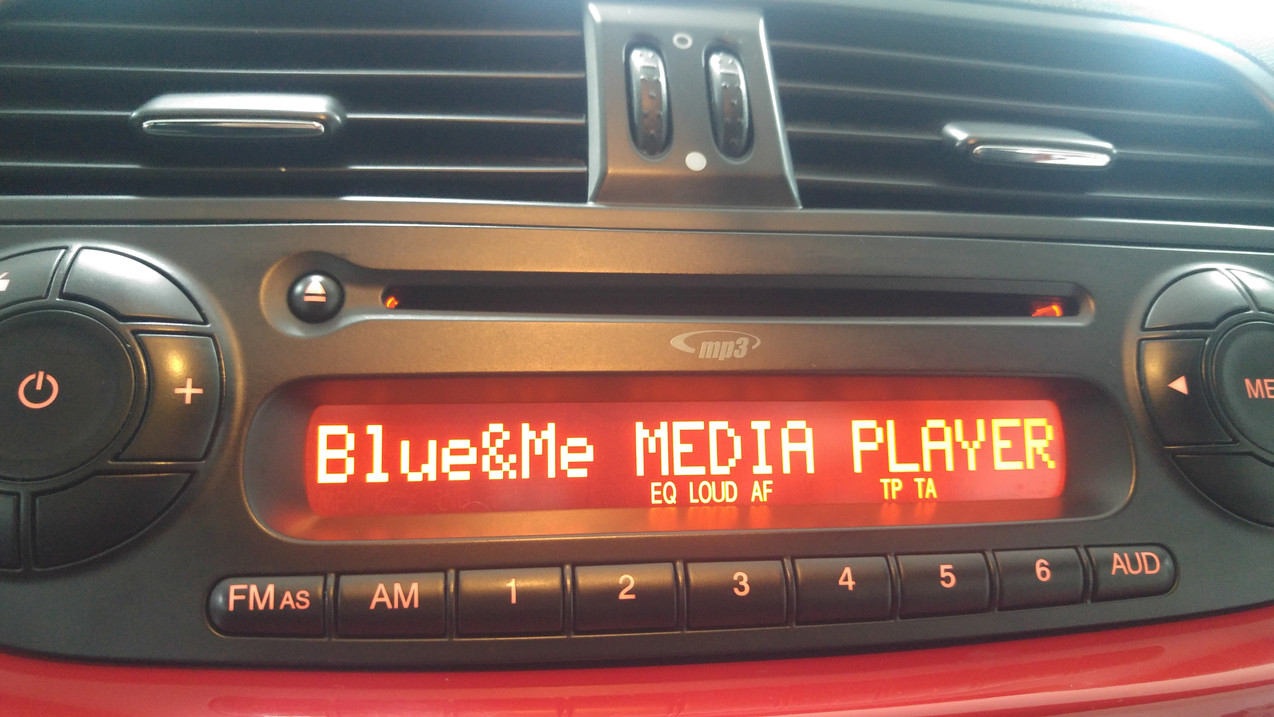 mp3
Blue&Me MEDIA PLAYER
EQ LOUD AF TP TA
FM AS AM 1 2 3 4 5 6 AUD